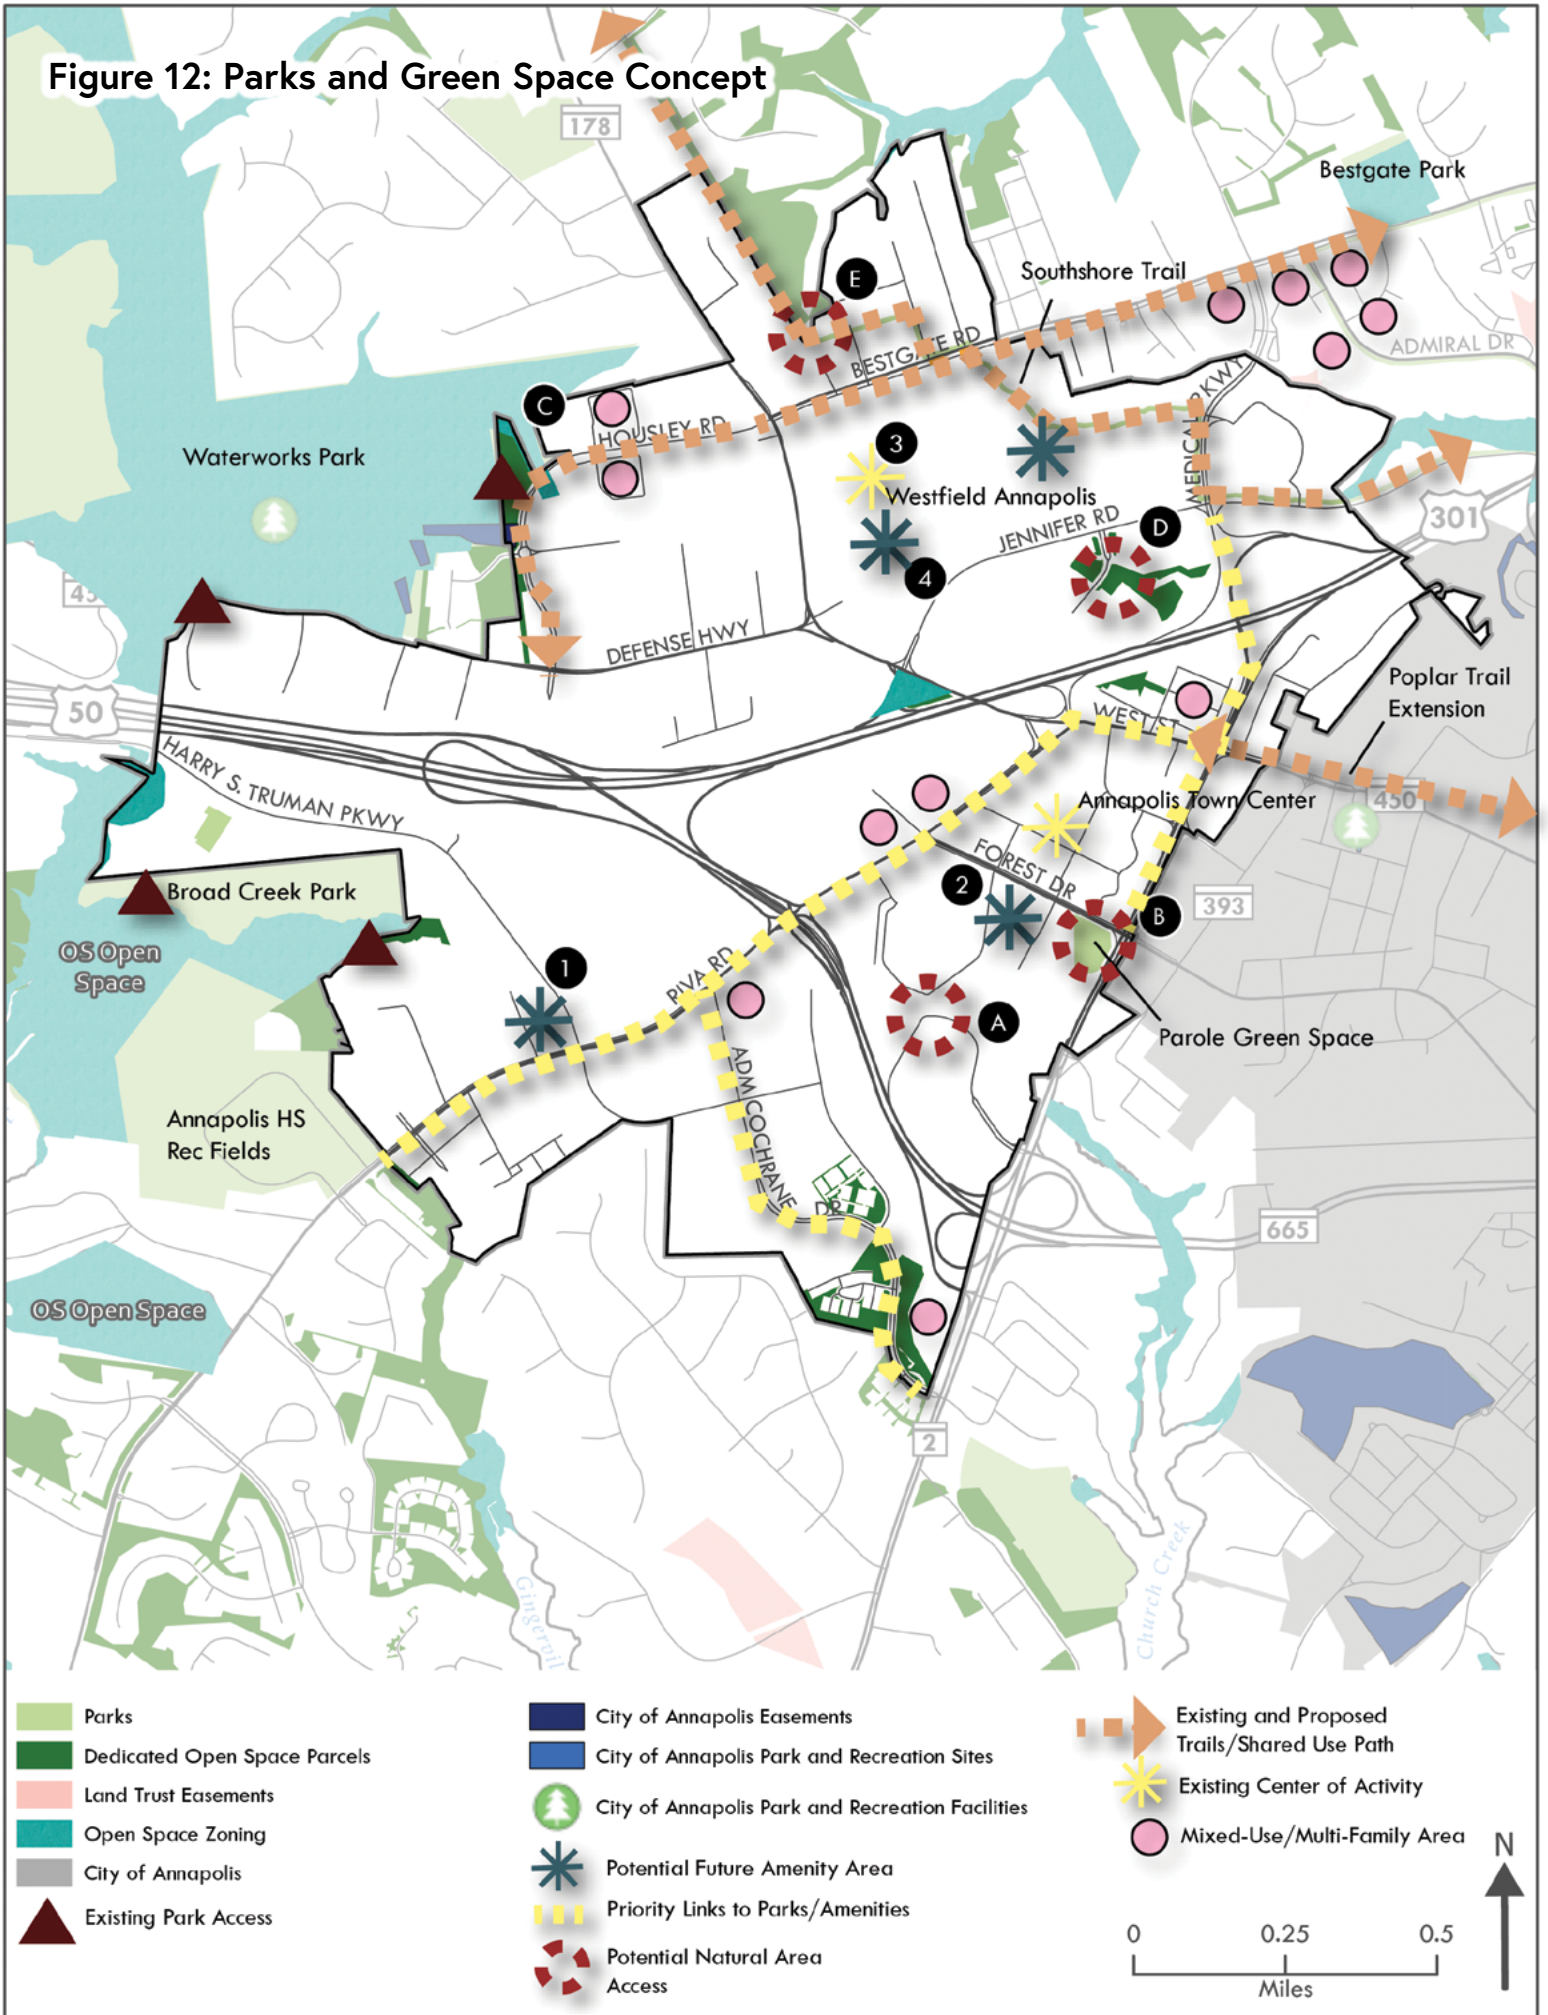 Figure 12: Parks and Green Space Concept
178
Bestgate Park
Southshore Trail
E
BESTGATE RD
ADMIRAL DR
C
HOUSLEY RD
MEDICAL PKWY
3
Waterworks Park
Westfield Annapolis
301
JENNIFER RD
D
4
45
DEFENSE HWY
Poplar Trail
Extension
50
WEST ST
HARRY S. TRUMAN PKWY
Annapolis Town Center
450
FOREST DR
2
Broad Creek Park
B
393
OS Open
Space
1
RIVA RD
A
Parole Green Space
ADM COCHRANE DR
Annapolis HS
Rec Fields
665
OS Open Space
2
Church Creek
Gingervil
Parks
Dedicated Open Space Parcels
Land Trust Easements
Open Space Zoning
City of Annapolis
Existing Park Access
City of Annapolis Easements
City of Annapolis Park and Recreation Sites
City of Annapolis Park and Recreation Facilities
Potential Future Amenity Area
Priority Links to Parks/Amenities
Potential Natural Area
Access
Existing and Proposed
Trails/Shared Use Path
Existing Center of Activity
Mixed-Use/Multi-Family Area
N
0 0.25 0.5
Miles